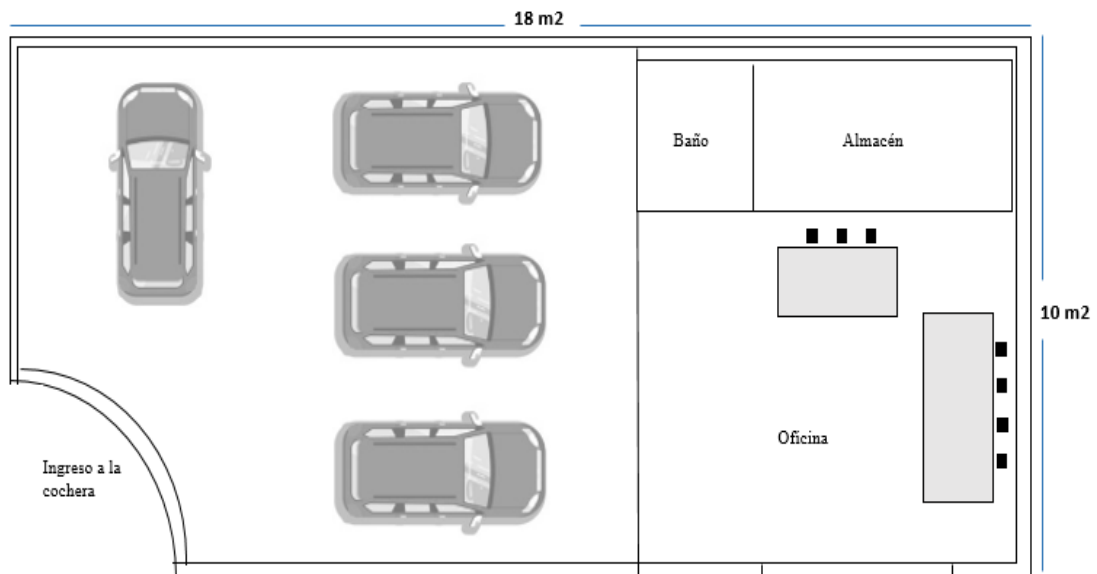 18 m2
Baño
Almacén
10 m2
Oficina
Ingreso a la
cochera